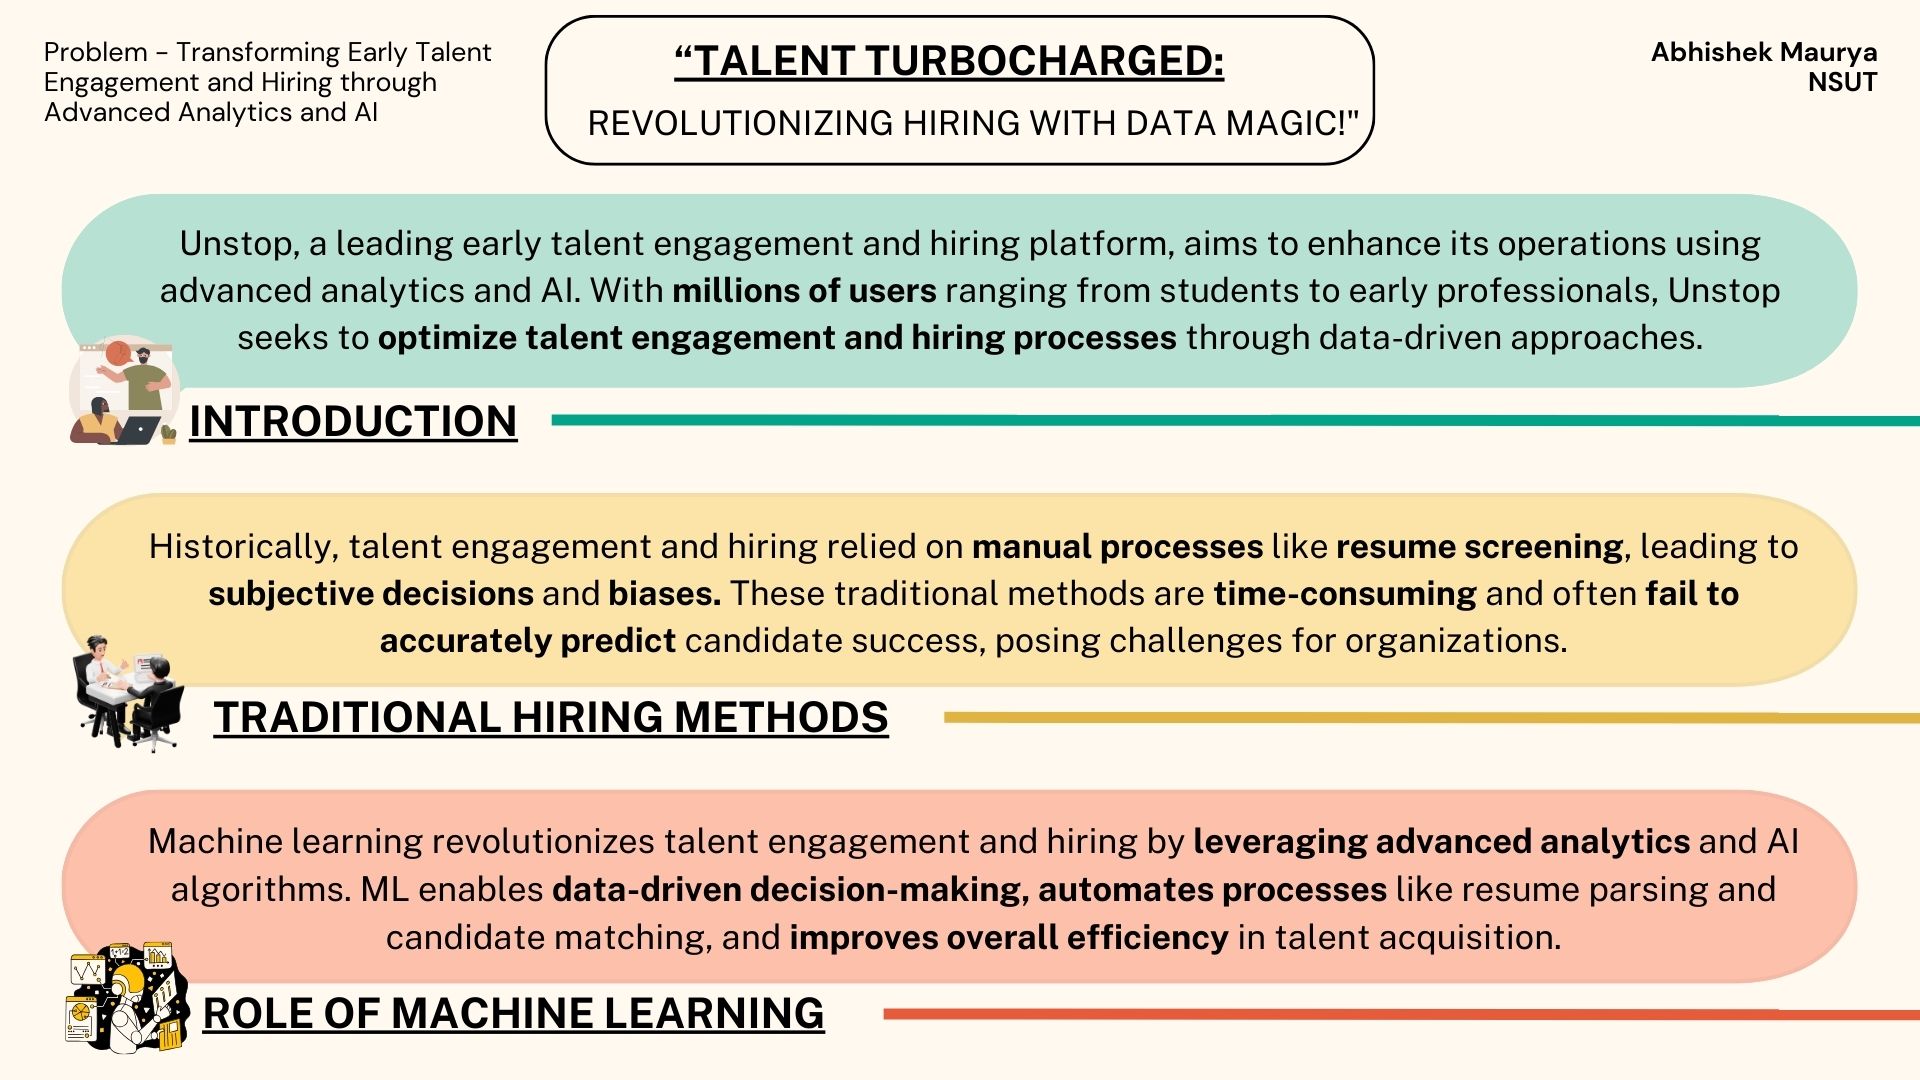 Problem - Transforming Early Talent
Engagement and Hiring through
Advanced Analytics and AI
“TALENT TURBOCHARGED:
REVOLUTIONIZING HIRING WITH DATA MAGIC!"
Abhishek Maurya
NSUT
Unstop, a leading early talent engagement and hiring platform, aims to enhance its operations using
advanced analytics and AI. With millions of users ranging from students to early professionals, Unstop
seeks to optimize talent engagement and hiring processes through data-driven approaches.
INTRODUCTION
Historically, talent engagement and hiring relied on manual processes like resume screening, leading to
subjective decisions and biases. These traditional methods are time-consuming and often fail to
accurately predict candidate success, posing challenges for organizations.
TRADITIONAL HIRING METHODS
Machine learning revolutionizes talent engagement and hiring by leveraging advanced analytics and AI
algorithms. ML enables data-driven decision-making, automates processes like resume parsing and
candidate matching, and improves overall efficiency in talent acquisition.
ROLE OF MACHINE LEARNING